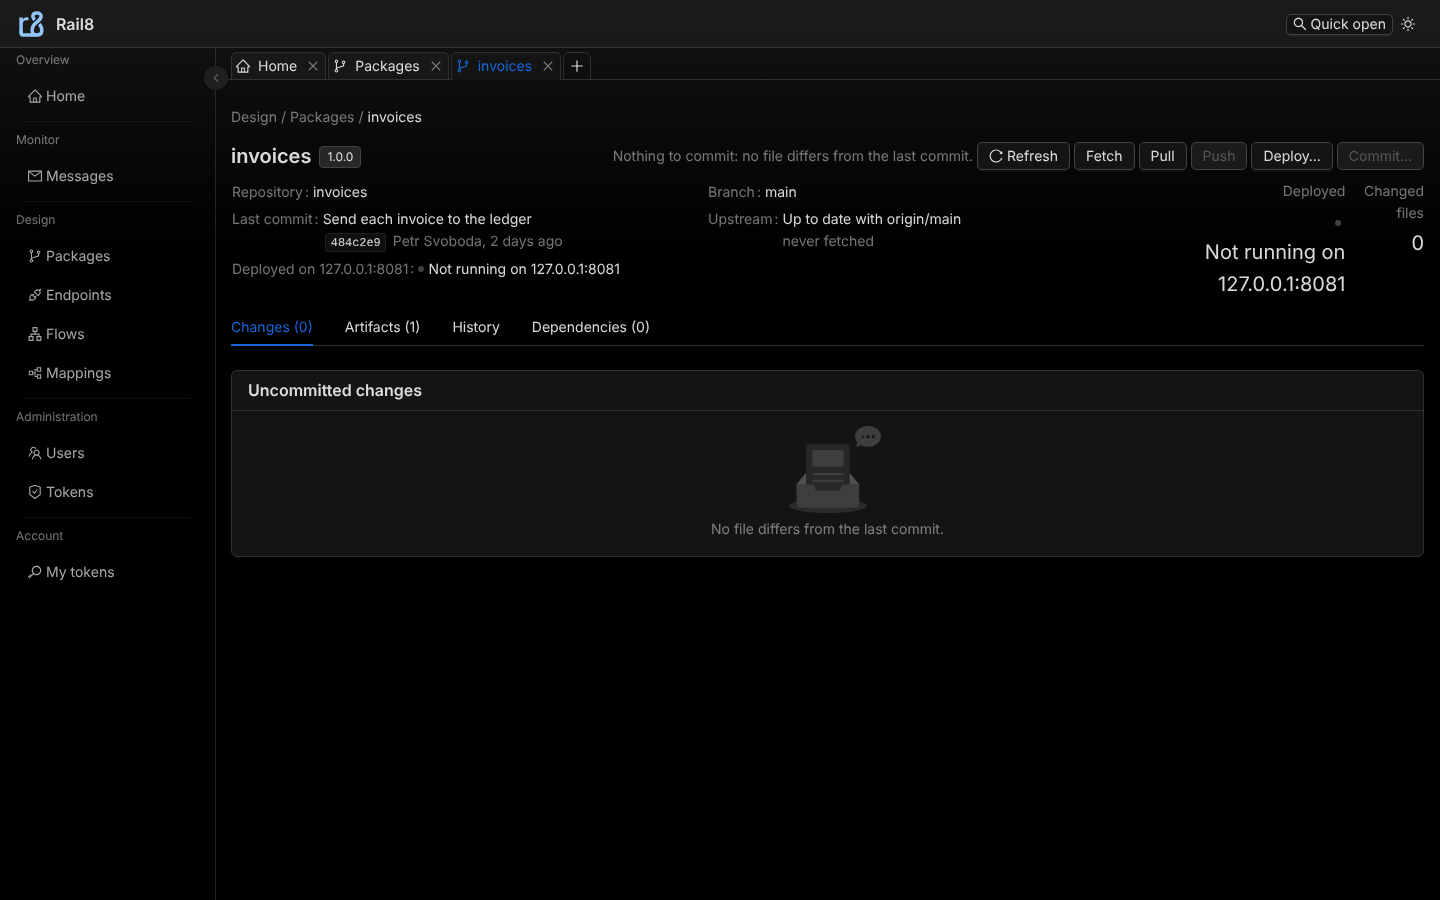 Rail8
Quick open
Overview
Home
Monitor
Messages
Design
Packages
Endpoints
Flows
Mappings
Administration
Users
Tokens
Account
My tokens
Home
Packages
invoices
Design / Packages / invoices
invoices 1.0.0
Nothing to commit: no file differs from the last commit.
Refresh
Fetch
Pull
Push
Deploy...
Commit...
Repository: invoices
Branch: main
Last commit: Send each invoice to the ledger
484c2e9 Petr Svoboda, 2 days ago
Upstream: Up to date with origin/main
never fetched
Deployed on 127.0.0.1:8081: Not running on 127.0.0.1:8081
Deployed
Not running on
127.0.0.1:8081
Changed
files
0
Changes (0)
Artifacts (1)
History
Dependencies (0)
Uncommitted changes
No file differs from the last commit.